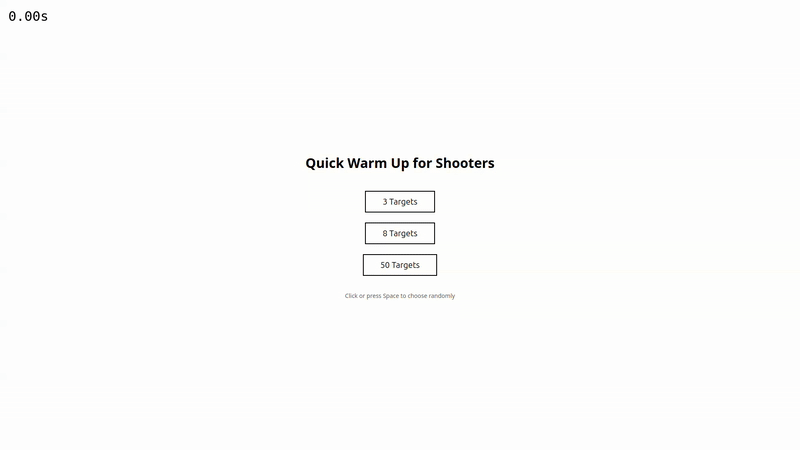 0.00s
Quick Warm Up for Shooters
3 Targets
8 Targets
50 Targets
Click or press Space to choose randomly